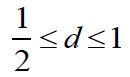 1/2 ≤ d ≤ 1